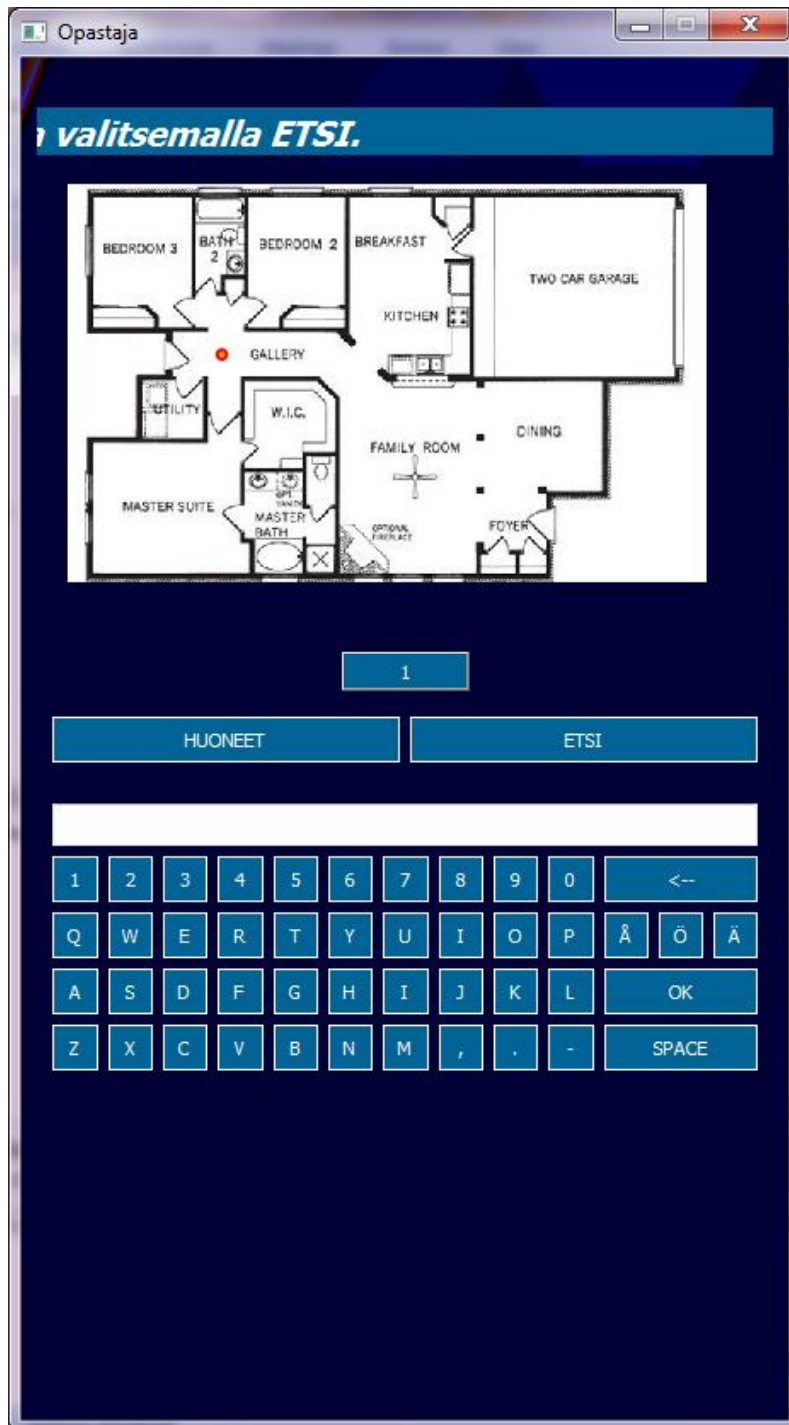 Opastaja
valitsemalla ETSI.
BEDROOM 3
BATH 2
BEDROOM 2
BREAKFAST
TWO CAR GARAGE
KITCHEN
GALLERY
UTILITY
W.I.C.
DINING
FAMILY ROOM
MASTER SUITE
OPT. VANITY
MASTER BATH
OPTIONAL FIREPLACE
FOYER
1
HUONEET ETSI
1 2 3 4 5 6 7 8 9 0 <--
Q W E R T Y U I O P Å Ö Ä
A S D F G H I J K L OK
Z X C V B N M , . - SPACE